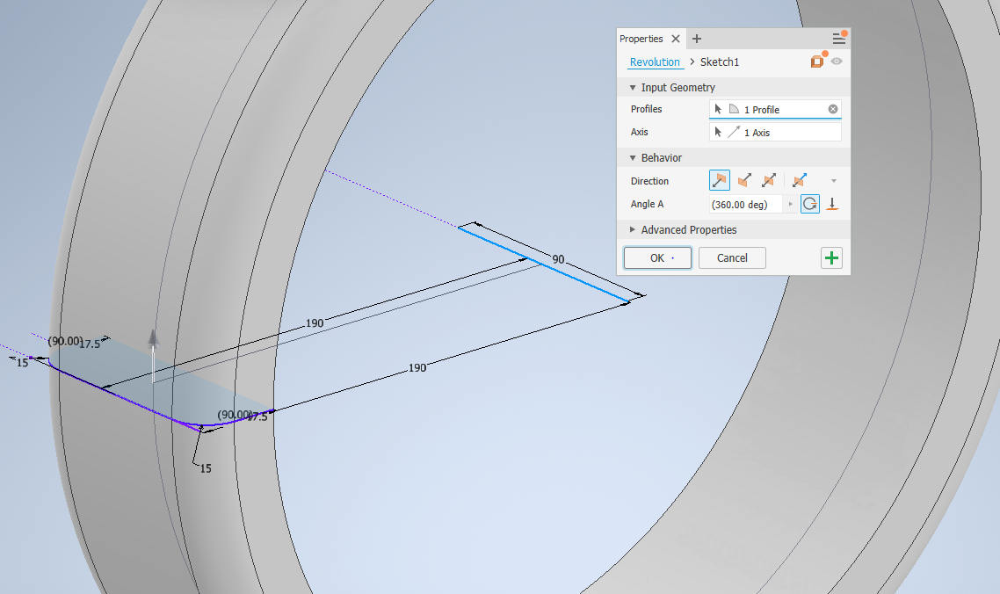 Properties
Revolution > Sketch1
Input Geometry
Profiles 1 Profile
Axis 1 Axis
Behavior
Direction
Angle A (360.00 deg)
Advanced Properties
OK Cancel
90
190
190
(90.00) 17.5
15
(90.00) 17.5
15